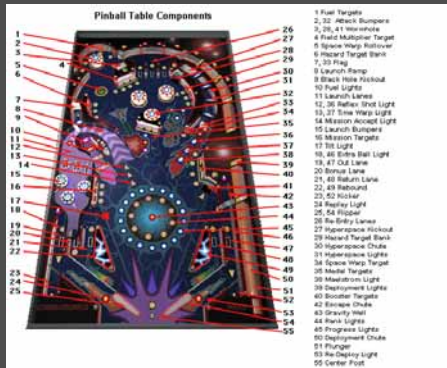 Pinball Table Components
1
2
3
4
5
6
7
8
9
10
11
12
13
14
15
16
17
18
19
20
21
22
23
24
25
26
27
28
29
30
31
32
33
34
35
36
37
38
39
40
41
42
43
44
45
46
47
48
49
50
51
52
53
54
55
1 Fuel Targets
2, 32 Attack Bumpers
3, 28, 41 Wormhole
4 Field Multiplier Target
5 Space Warp Rollover
6 Hazard Target Bank
7, 33 Flag
8 Launch Ramp
9 Black Hole Kickout
10 Fuel Lights
11 Launch Lanes
12, 36 Reflex Shot Light
13, 37 Time Warp Light
14 Mission Accept Light
15 Launch Bumpers
16 Mission Targets
17 Tilt Light
18, 46 Extra Ball Light
19, 47 Out Lane
20 Bonus Lane
21, 48 Return Lane
22, 49 Rebound
23, 52 Kicker
24 Replay Light
25, 54 Flipper
26 Re-Entry Lanes
27 Hyperspace Kickout
29 Hazard Target Bank
30 Hyperspace Chute
31 Hyperspace Lights
34 Space Warp Target
35 Medal Targets
38 Maelstrom Light
39 Deployment Lights
40 Booster Targets
42 Escape Chute
43 Gravity Well
44 Rank Lights
45 Progress Lights
50 Deployment Chute
51 Plunger
53 Re-Deploy Light
55 Center Post